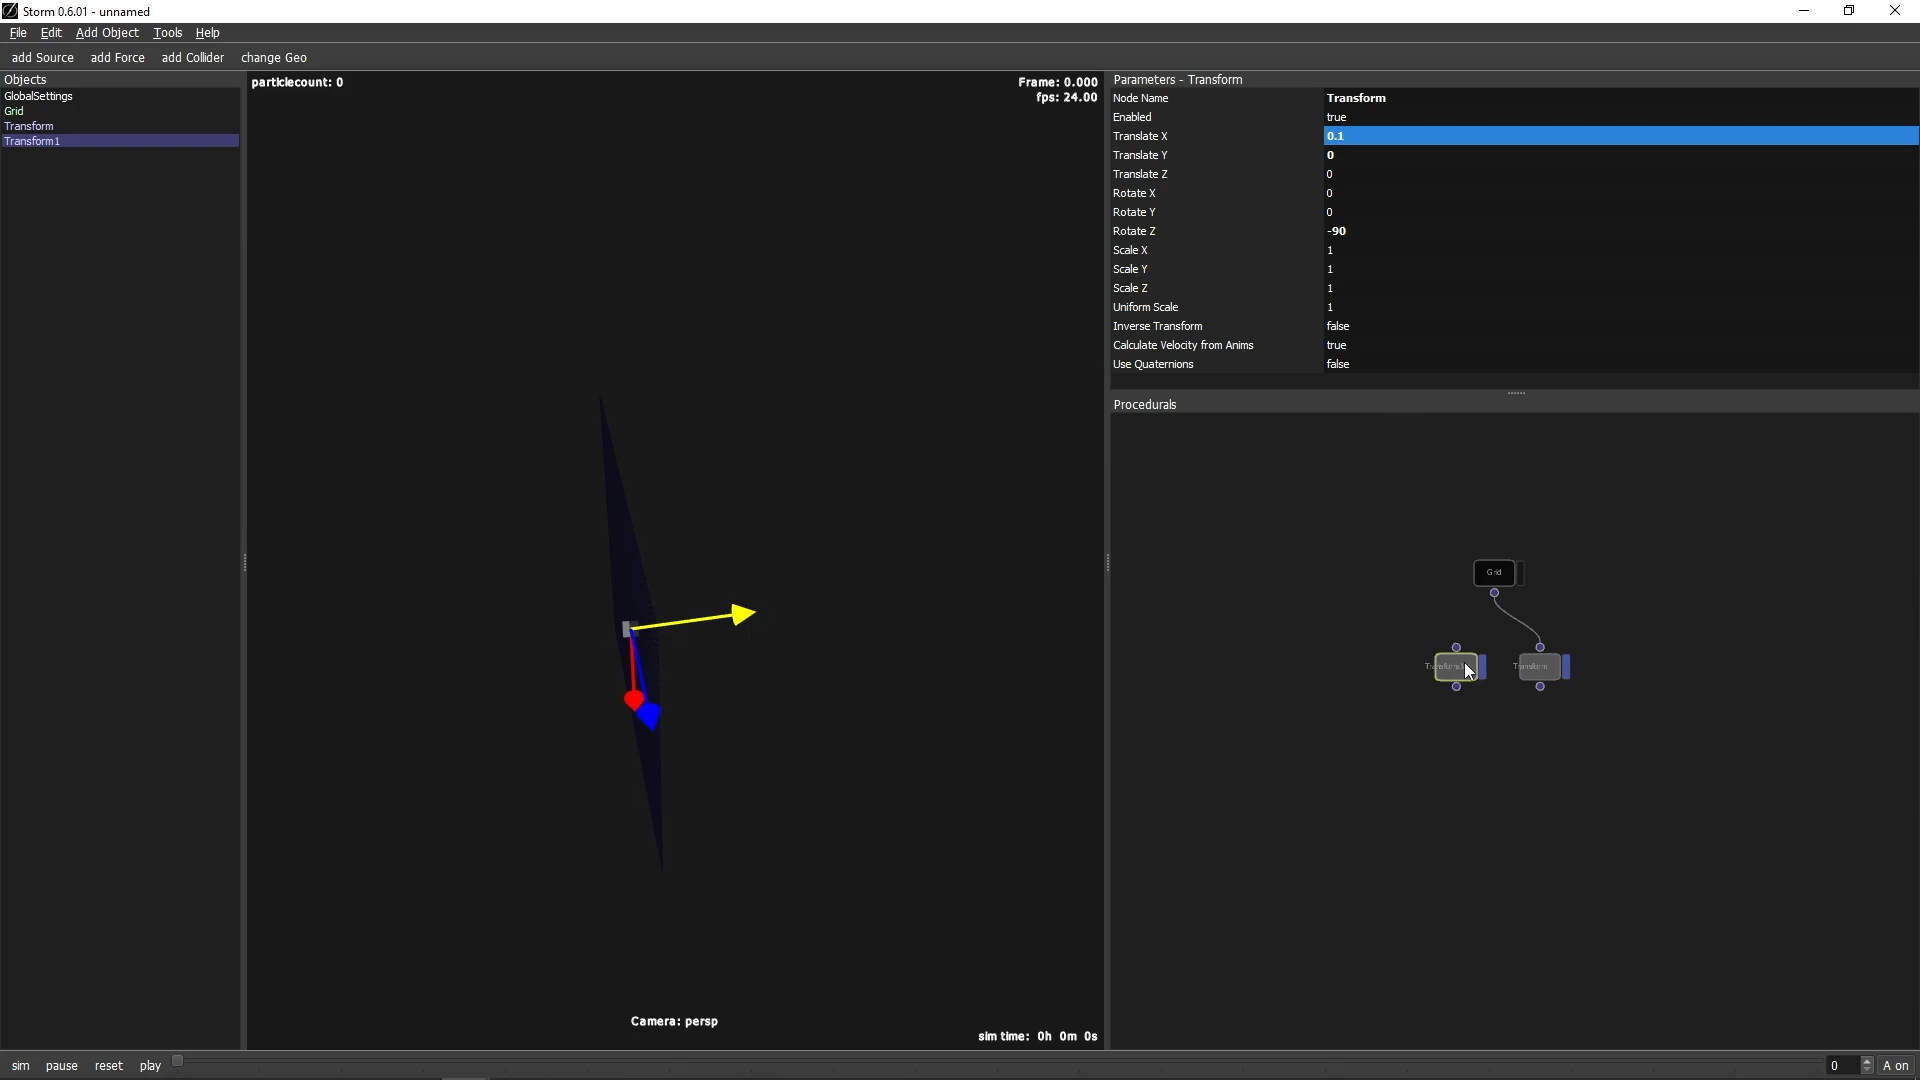 Storm 0.6.01 - unnamed
File Edit Add Object Tools Help
add Source add Force add Collider change Geo
Objects
GlobalSettings
Grid
Transform
Transform1
particlecount: 0
Frame: 0.000
fps: 24.00
Camera: persp
sim time: 0h 0m 0s
Parameters - Transform
Node Name Transform
Enabled true
Translate X 0.1
Translate Y 0
Translate Z 0
Rotate X 0
Rotate Y 0
Rotate Z -90
Scale X 1
Scale Y 1
Scale Z 1
Uniform Scale 1
Inverse Transform false
Calculate Velocity from Anims true
Use Quaternions false
Procedurals
Grid
Transform
sim pause reset play 0 A on